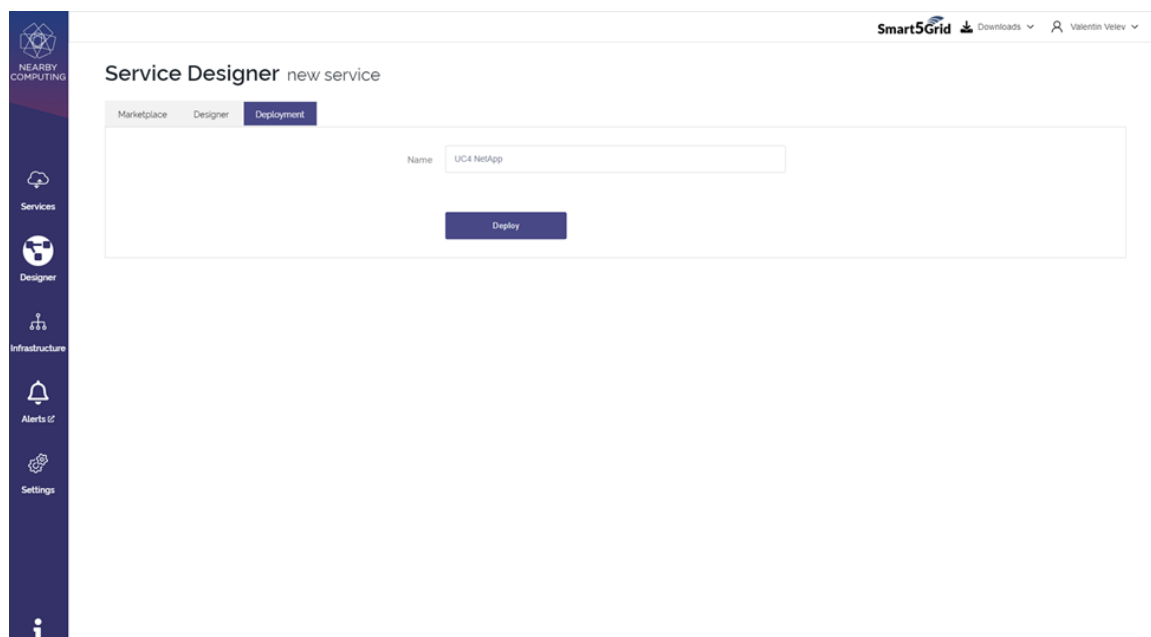 NEARBY
COMPUTING
Smart5Grid
Downloads
Valentin Velev
Service Designer new service
Marketplace
Designer
Deployment
Name
UC4 NetApp
Deploy
Services
Designer
Infrastructure
Alerts
Settings